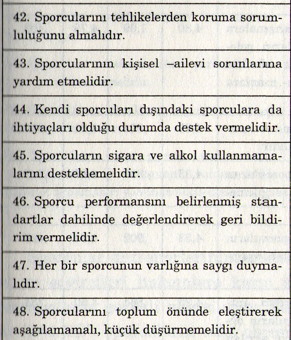 42. Sporcularını tehlikelerden koruma sorum-
luluğunu almalıdır.
43. Sporcularının kişisel –ailevi sorunlarına
yardım etmelidir.
44. Kendi sporcuları dışındaki sporculara da
ihtiyaçları olduğu durumda destek vermelidir.
45. Sporcuların sigara ve alkol kullanmama-
larını desteklemelidir.
46. Sporcu performansını belirlenmiş stan-
dartlar dahilinde değerlendirerek geri bildi-
rim vermelidir.
47. Her bir sporcunun varlığına saygı duyma-
lıdır.
48. Sporcularını toplum önünde eleştirerek
aşağılamamalı, küçük düşürmemelidir.